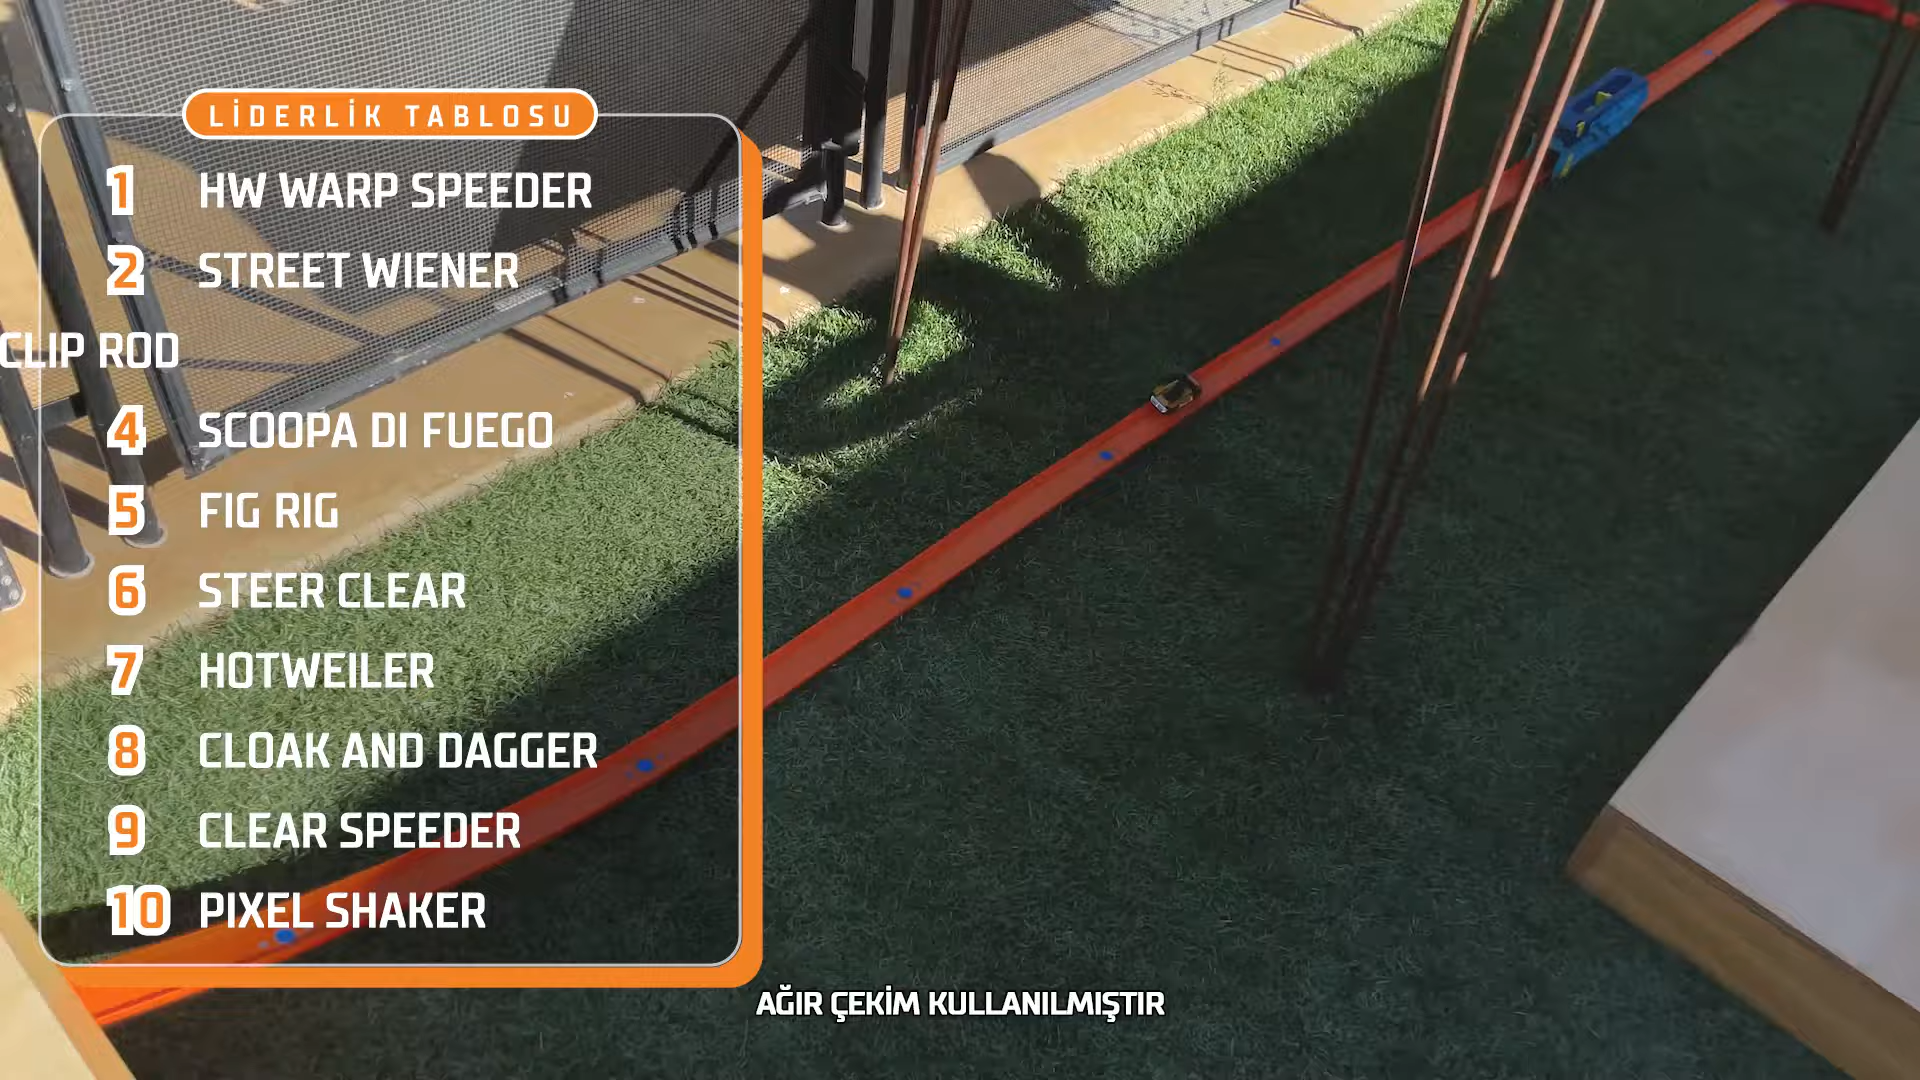 LİDERLİK TABLOSU
1 HW WARP SPEEDER
2 STREET WIENER
CLIP ROD
4 SCOOPA DI FUEGO
5 FIG RIG
6 STEER CLEAR
7 HOTWEILER
8 CLOAK AND DAGGER
9 CLEAR SPEEDER
10 PIXEL SHAKER
AĞIR ÇEKİM KULLANILMIŞTIR